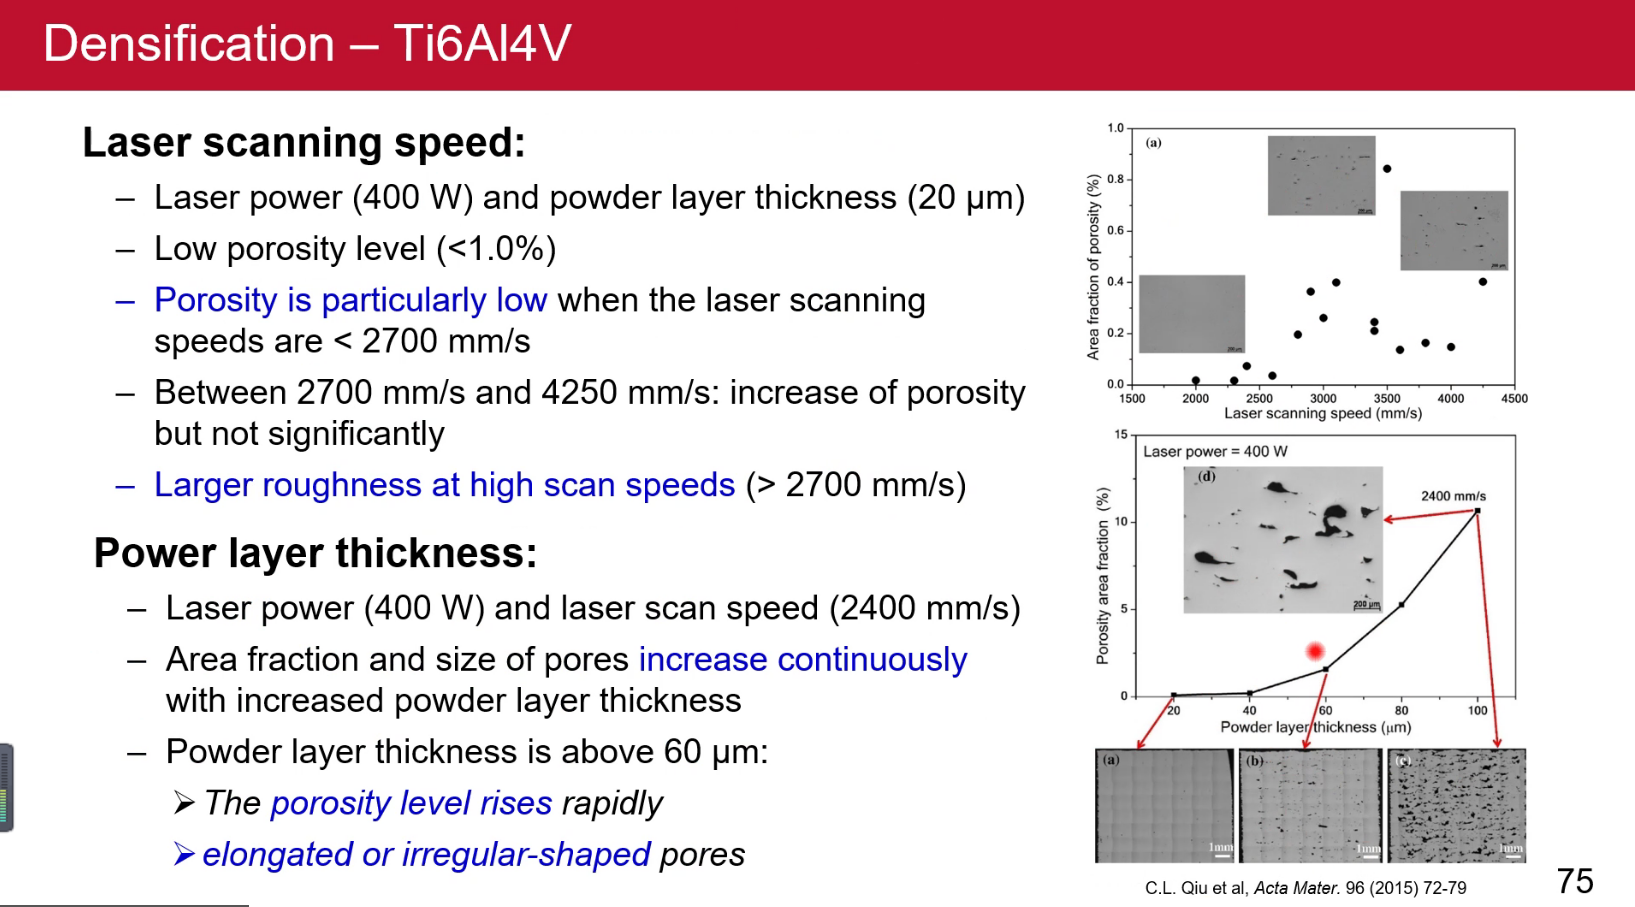 Densification – Ti6Al4V
Laser scanning speed:
– Laser power (400 W) and powder layer thickness (20 μm)
– Low porosity level (<1.0%)
– Porosity is particularly low when the laser scanning
speeds are < 2700 mm/s
– Between 2700 mm/s and 4250 mm/s: increase of porosity
but not significantly
– Larger roughness at high scan speeds (> 2700 mm/s)
Power layer thickness:
– Laser power (400 W) and laser scan speed (2400 mm/s)
– Area fraction and size of pores increase continuously
with increased powder layer thickness
– Powder layer thickness is above 60 μm:
➢ The porosity level rises rapidly
➢ elongated or irregular-shaped pores
(a)
Area fraction of porosity (%)
1.0
0.8
0.6
0.4
0.2
0.0
1500 2000 2500 3000 3500 4000 4500
Laser scanning speed (mm/s)
Laser power = 400 W
(d)
200 μm
2400 mm/s
Porosity area fraction (%)
15
10
5
0
20 40 60 80 100
Powder layer thickness (μm)
(a) (b) (c)
1mm 1mm 1mm
C.L. Qiu et al, Acta Mater. 96 (2015) 72-79
75